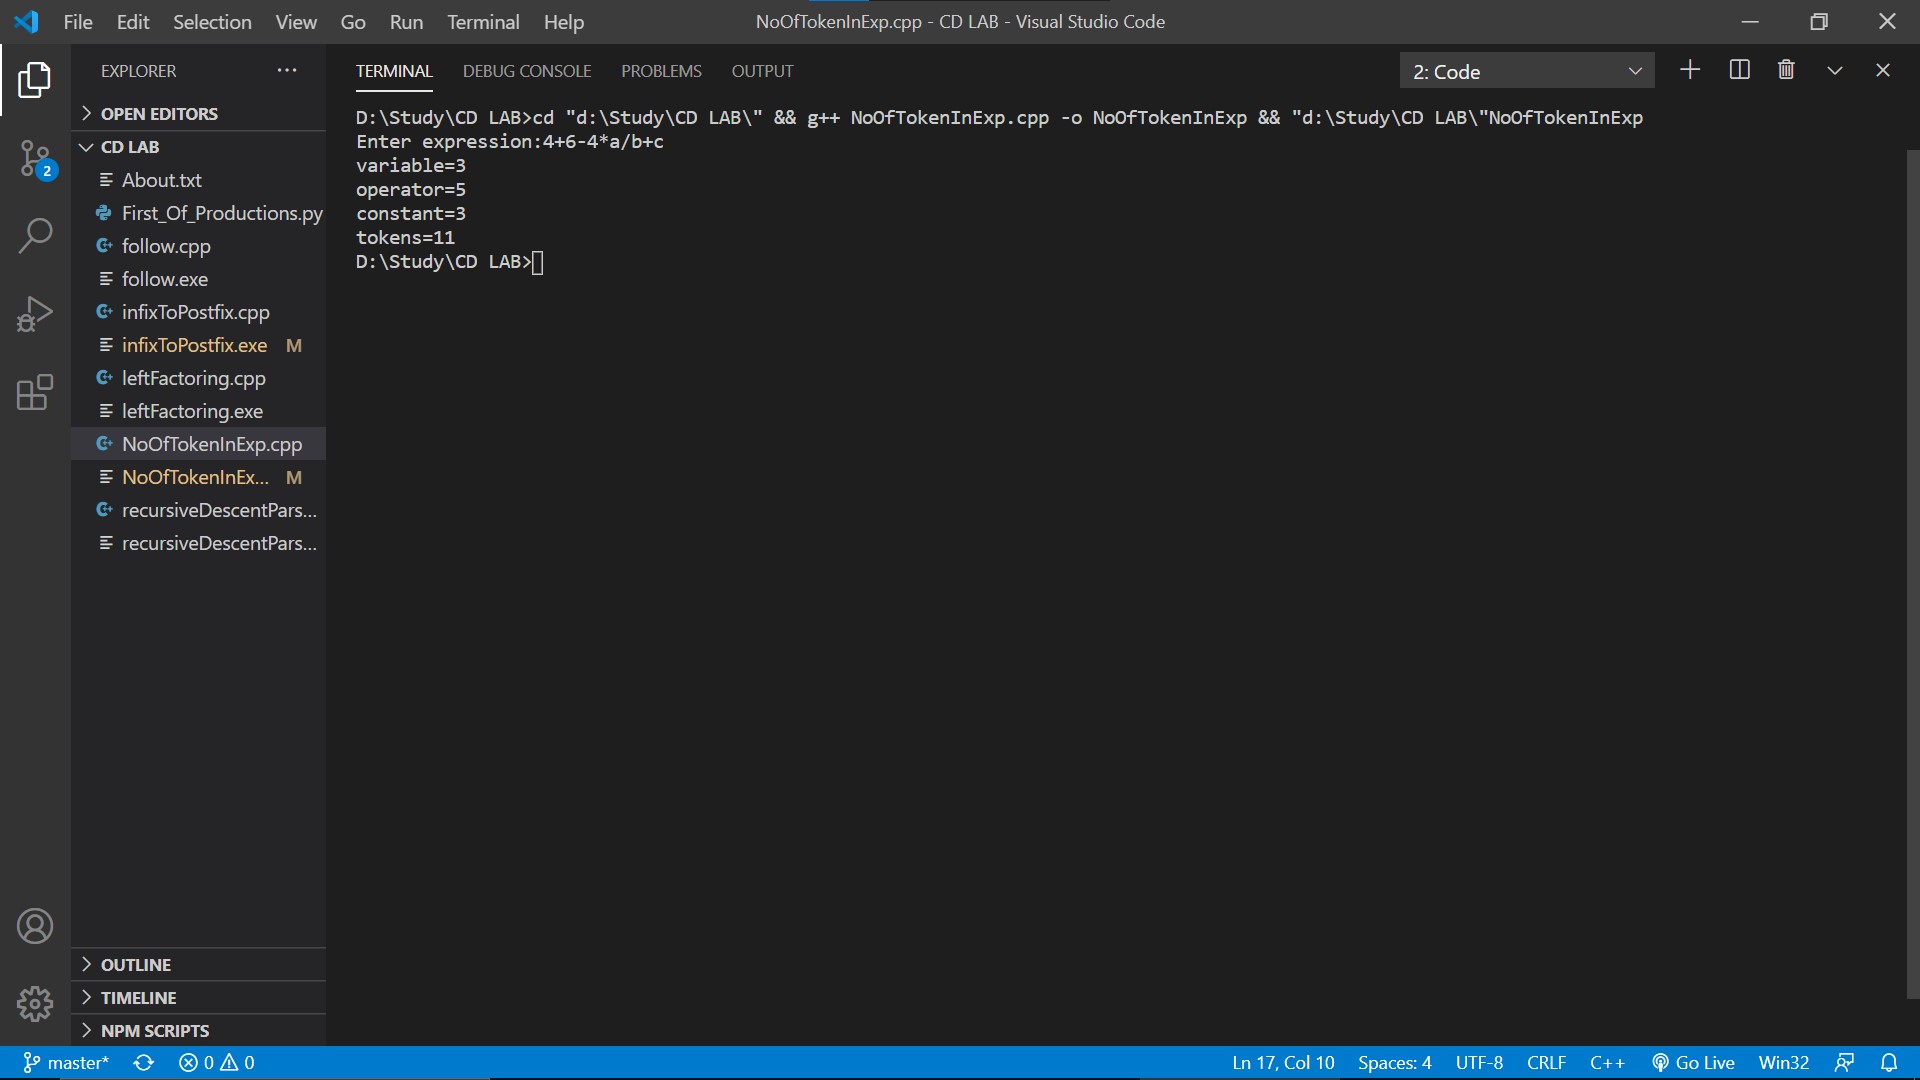 File Edit Selection View Go Run Terminal Help
NoOfTokenInExp.cpp - CD LAB - Visual Studio Code
EXPLORER
OPEN EDITORS
CD LAB
About.txt
First_Of_Productions.py
follow.cpp
follow.exe
infixToPostfix.cpp
infixToPostfix.exe M
leftFactoring.cpp
leftFactoring.exe
NoOfTokenInExp.cpp
NoOfTokenInEx... M
recursiveDescentPars...
recursiveDescentPars...
OUTLINE
TIMELINE
NPM SCRIPTS
2
TERMINAL DEBUG CONSOLE PROBLEMS OUTPUT
2: Code
D:\Study\CD LAB>cd "d:\Study\CD LAB\" && g++ NoOfTokenInExp.cpp -o NoOfTokenInExp && "d:\Study\CD LAB\"NoOfTokenInExp
Enter expression:4+6-4*a/b+c
variable=3
operator=5
constant=3
tokens=11
D:\Study\CD LAB>
master* 0 0
Ln 17, Col 10 Spaces: 4 UTF-8 CRLF C++ Go Live Win32